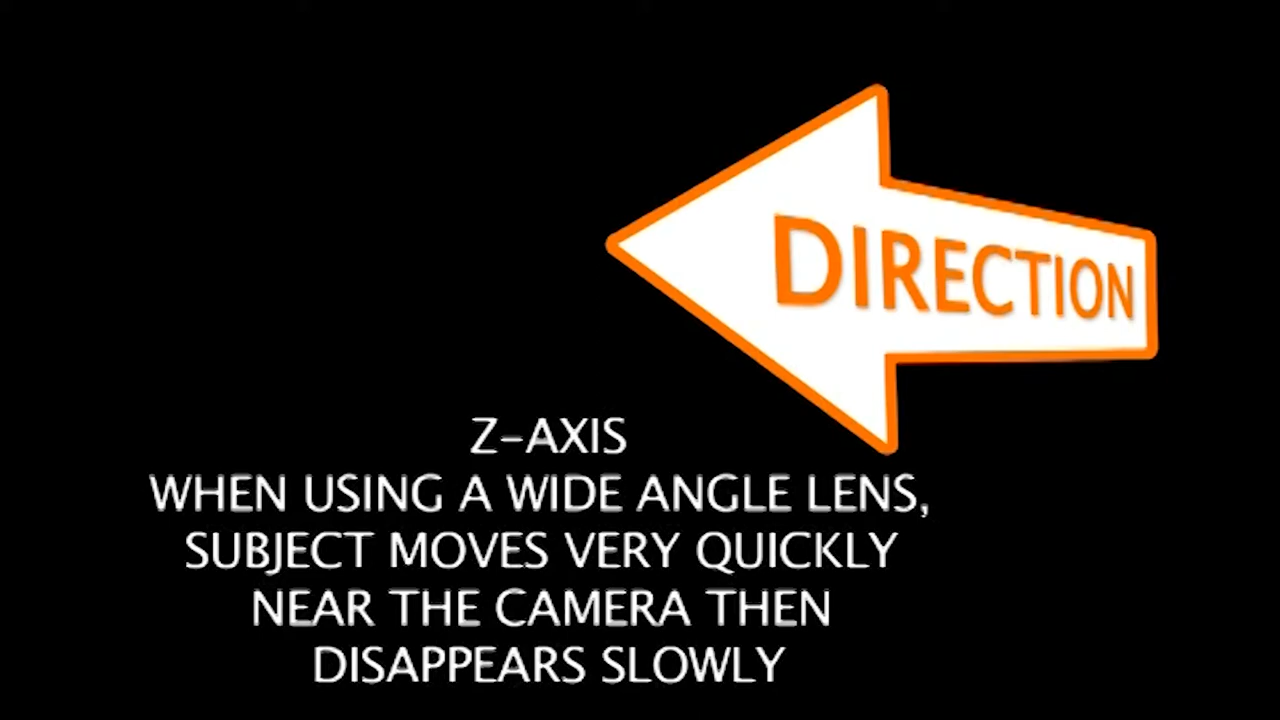 DIRECTION
Z-AXIS
WHEN USING A WIDE ANGLE LENS,
SUBJECT MOVES VERY QUICKLY
NEAR THE CAMERA THEN
DISAPPEARS SLOWLY